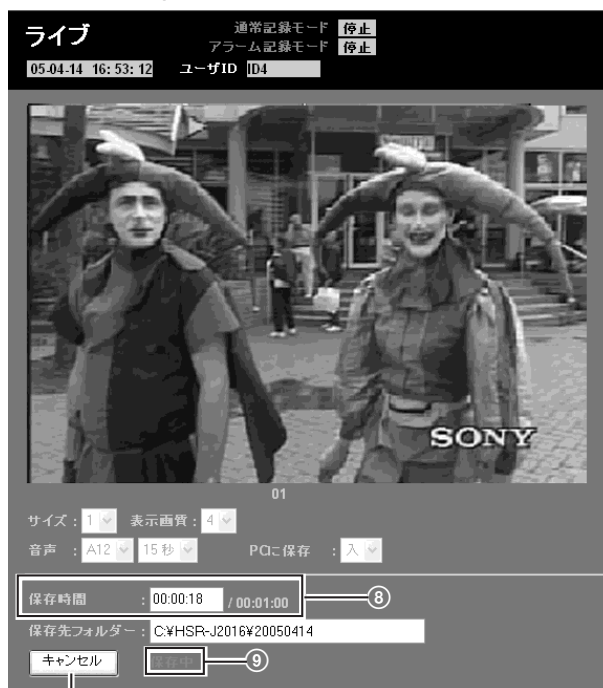 ライブ
通常記録モード 停止
アラーム記録モード 停止
05-04-14 16:53:12 ユーザID ID4
SONY
01
サイズ : 1 表示画質 : 4
音声 : A12 15秒 PCに保存 : 入
保存時間 : 00:00:18 / 00:01:00 ⑧
保存先フォルダー : C:¥HSR-J2016¥20050414
キャンセル 保存中 ⑨